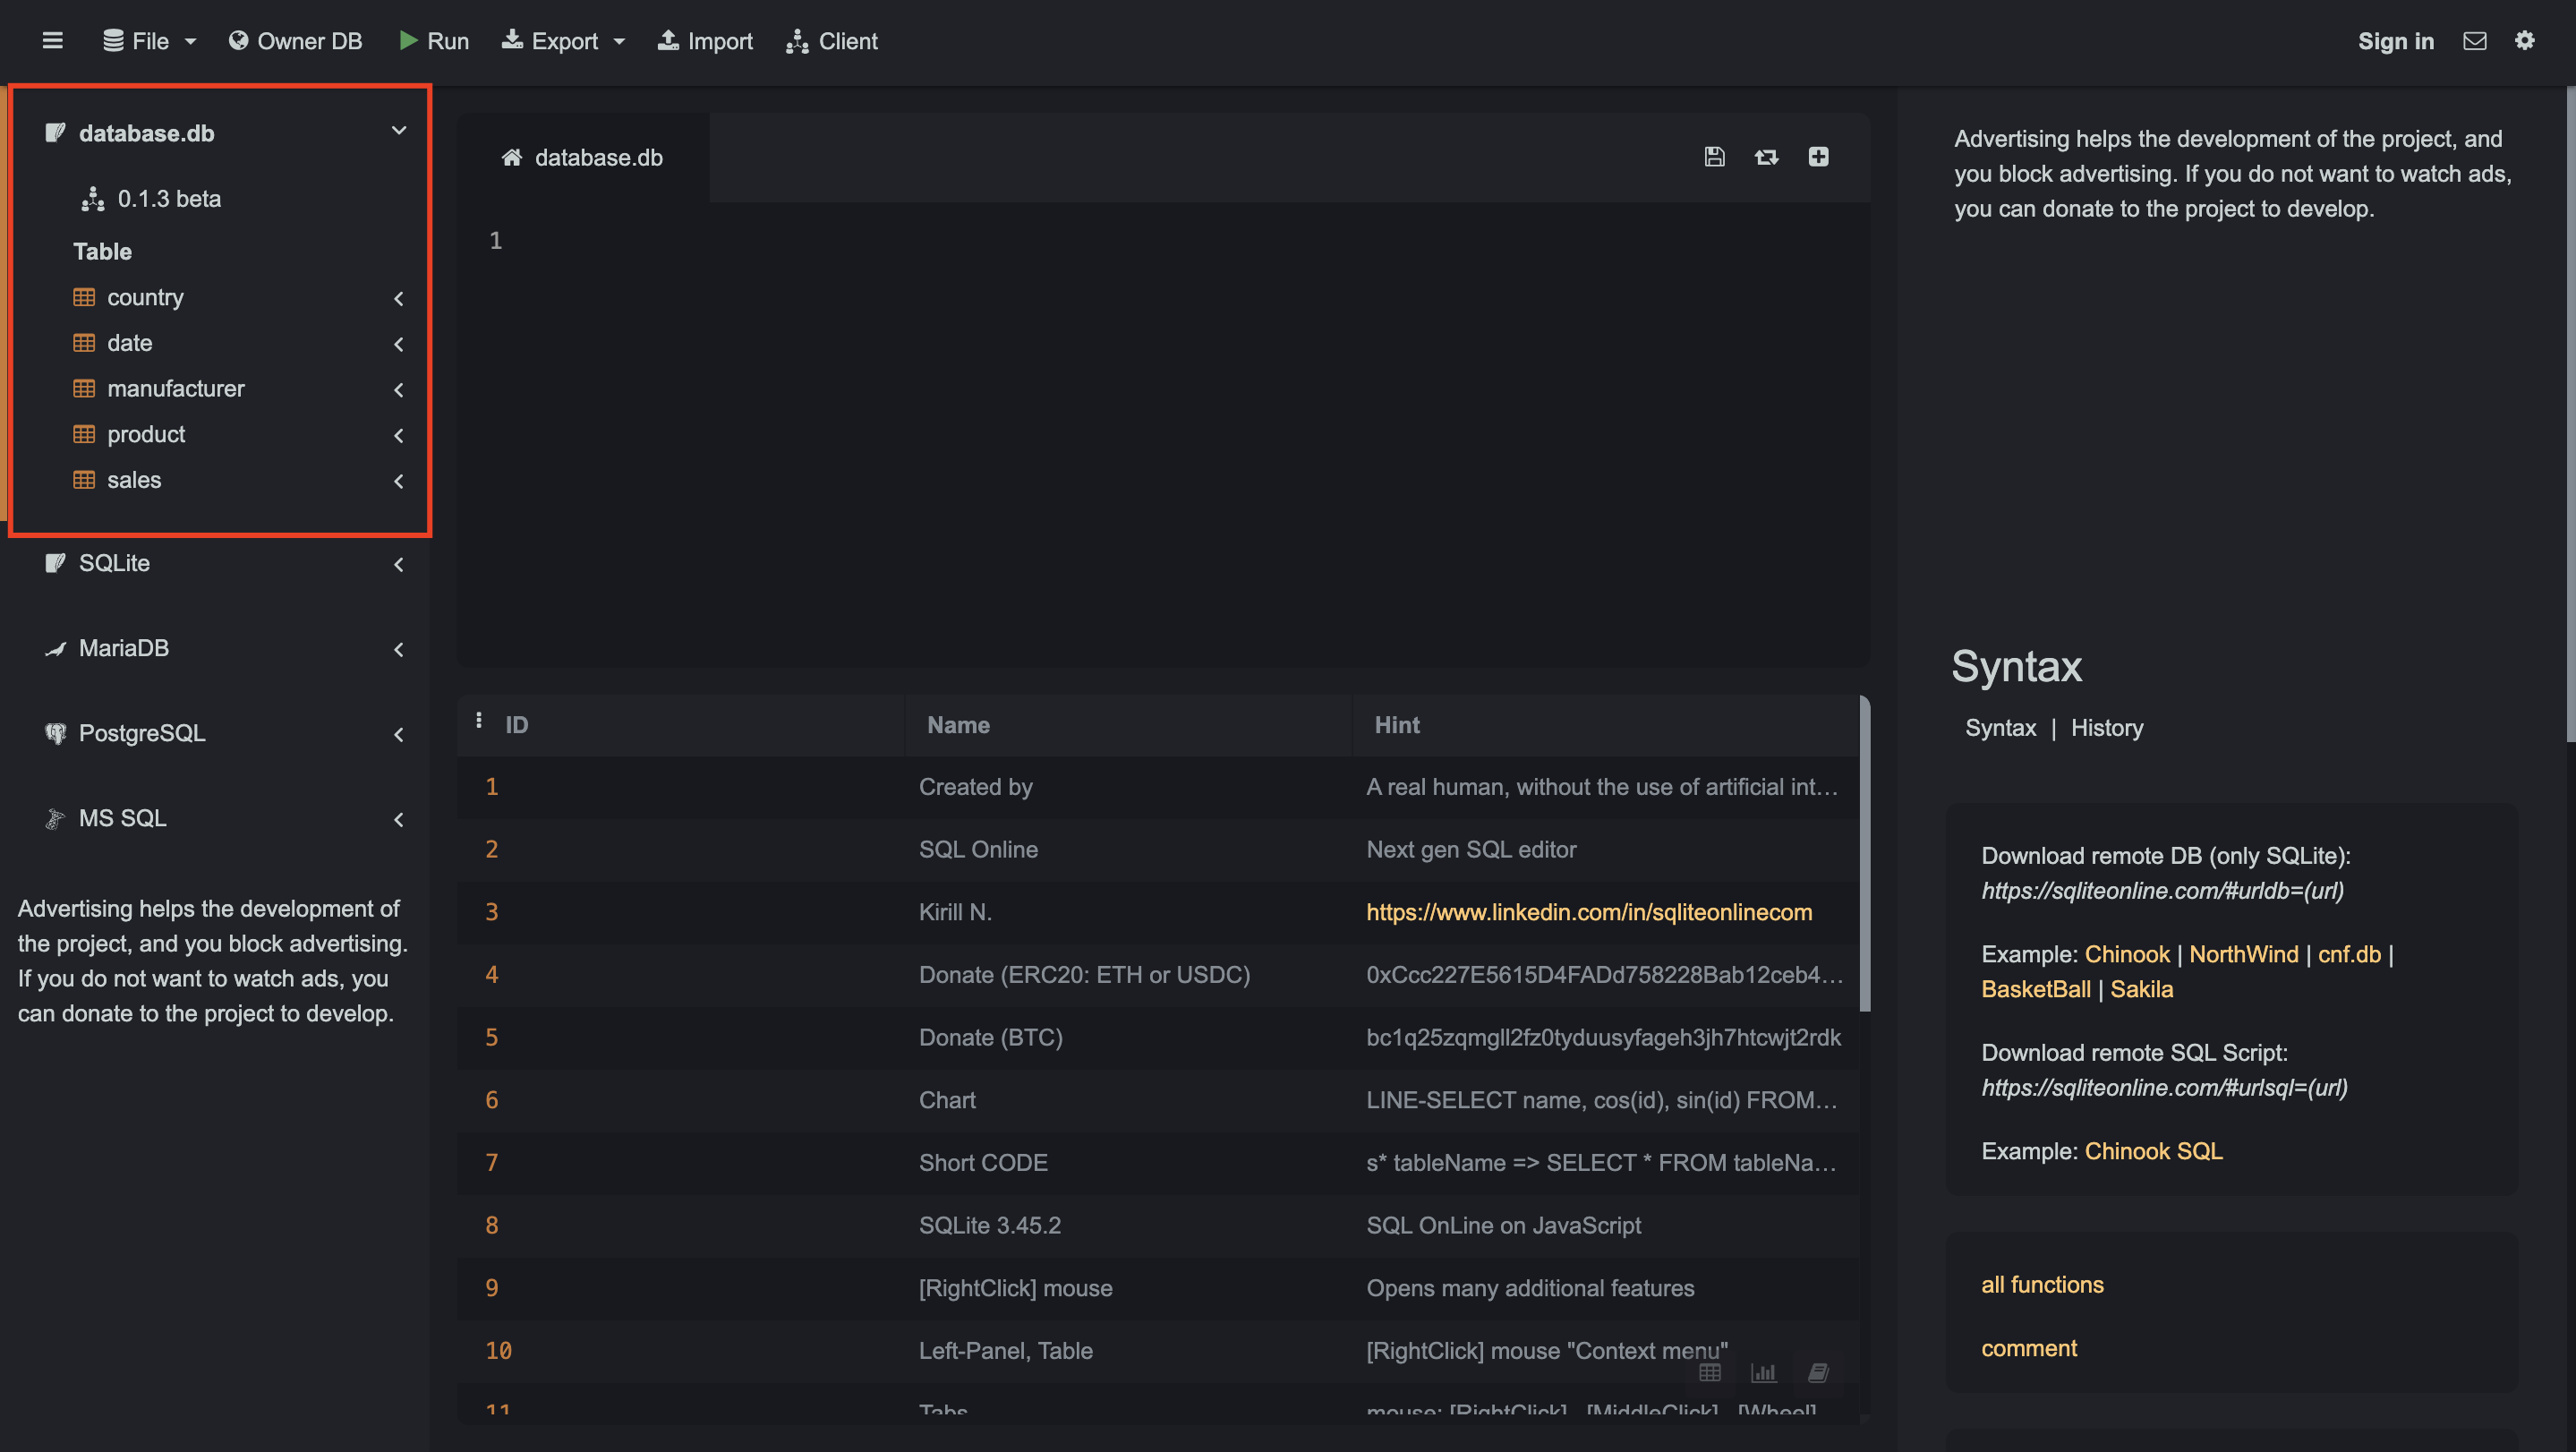 File
Owner DB
Run
Export
Import
Client
Sign in
database.db
0.1.3 beta
Table
country
date
manufacturer
product
sales
SQLite
MariaDB
PostgreSQL
MS SQL
Advertising helps the development of
the project, and you block advertising.
If you do not want to watch ads, you
can donate to the project to develop.
database.db
1
ID Name Hint
1 Created by A real human, without the use of artificial int...
2 SQL Online Next gen SQL editor
3 Kirill N. https://www.linkedin.com/in/sqliteonlinecom
4 Donate (ERC20: ETH or USDC) 0xCcc227E5615D4FADd758228Bab12ceb4...
5 Donate (BTC) bc1q25zqmgll2fz0tyduusyfageh3jh7htcwjt2rdk
6 Chart LINE-SELECT name, cos(id), sin(id) FROM...
7 Short CODE s* tableName => SELECT * FROM tableNa...
8 SQLite 3.45.2 SQL OnLine on JavaScript
9 [RightClick] mouse Opens many additional features
10 Left-Panel, Table [RightClick] mouse "Context menu"
11 Tabs mouse: [RightClick], [MiddleClick], [Wheel]
Advertising helps the development of the project, and
you block advertising. If you do not want to watch ads,
you can donate to the project to develop.
Syntax
Syntax | History
Download remote DB (only SQLite):
https://sqliteonline.com/#urldb=(url)
Example: Chinook | NorthWind | cnf.db |
BasketBall | Sakila
Download remote SQL Script:
https://sqliteonline.com/#urlsql=(url)
Example: Chinook SQL
all functions
comment